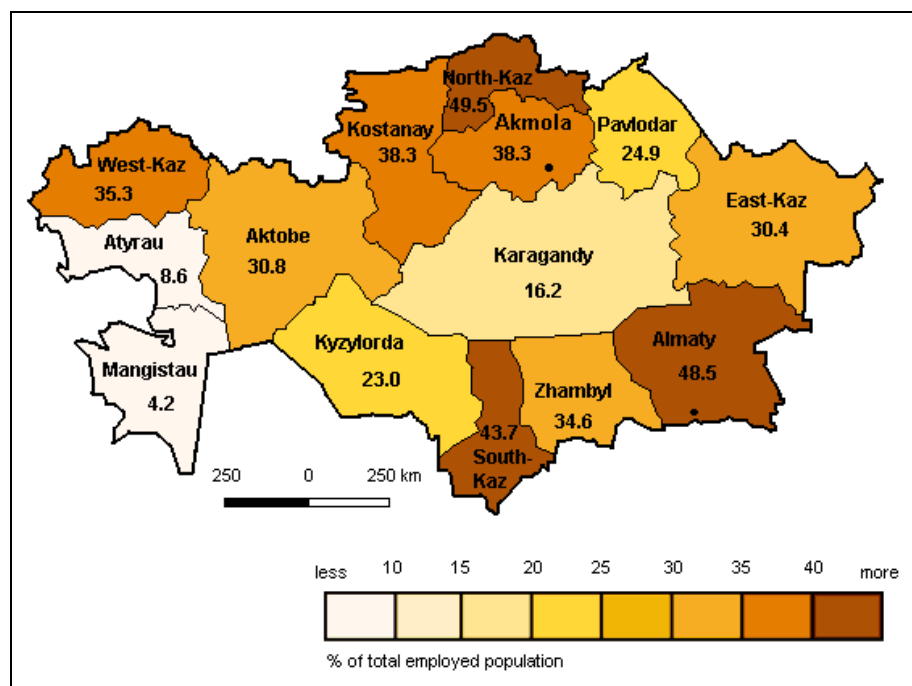 North-Kaz
49.5
Kostanay
38.3
Akmola
38.3
Pavlodar
24.9
West-Kaz
35.3
East-Kaz
30.4
Atyrau
8.6
Aktobe
30.8
Karagandy
16.2
Mangistau
4.2
Kyzylorda
23.0
43.7
South-
Kaz
Zhambyl
34.6
Almaty
48.5
250 0 250 km
less 10 15 20 25 30 35 40 more
% of total employed population